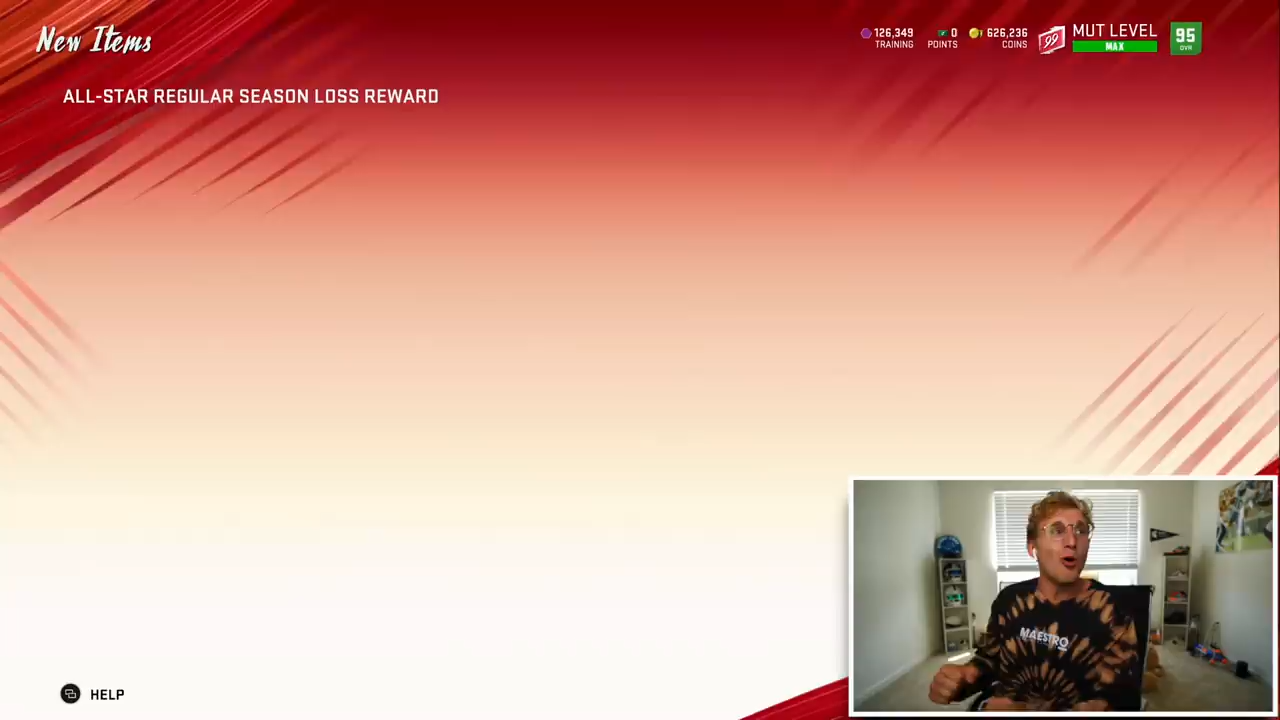 New Items
126,349
TRAINING
0
POINTS
626,236
COINS
99
MUT LEVEL
MAX
95
OVR
ALL-STAR REGULAR SEASON LOSS REWARD
MAESTRO
HELP